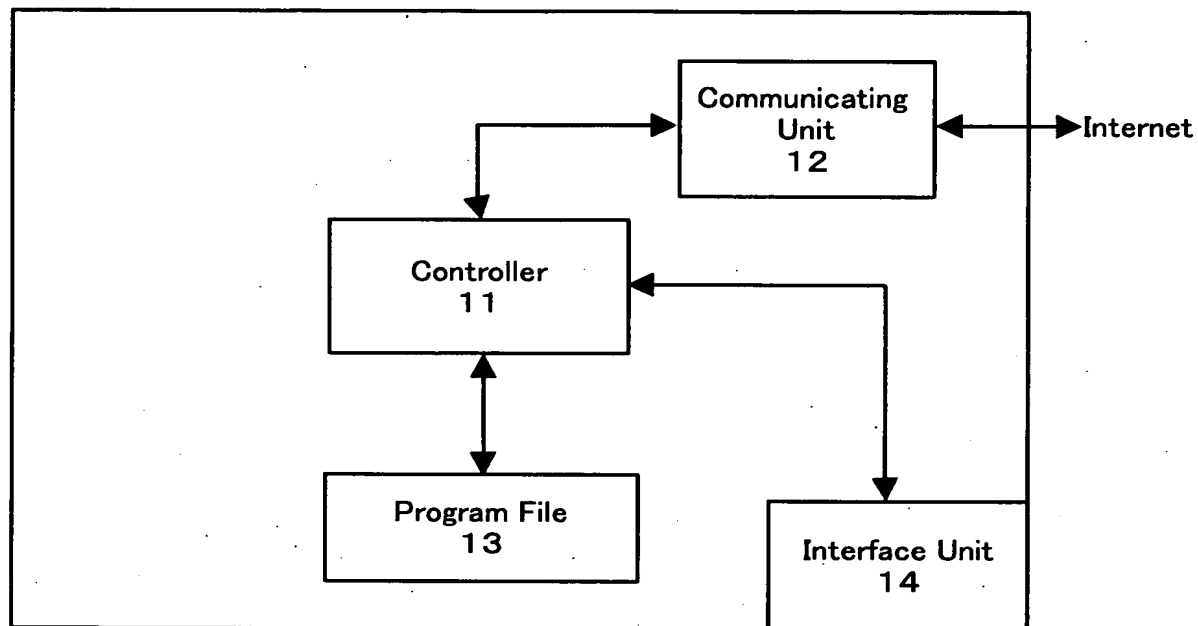 Communicating
Unit
12
Internet
Controller
11
Program File
13
Interface Unit
14